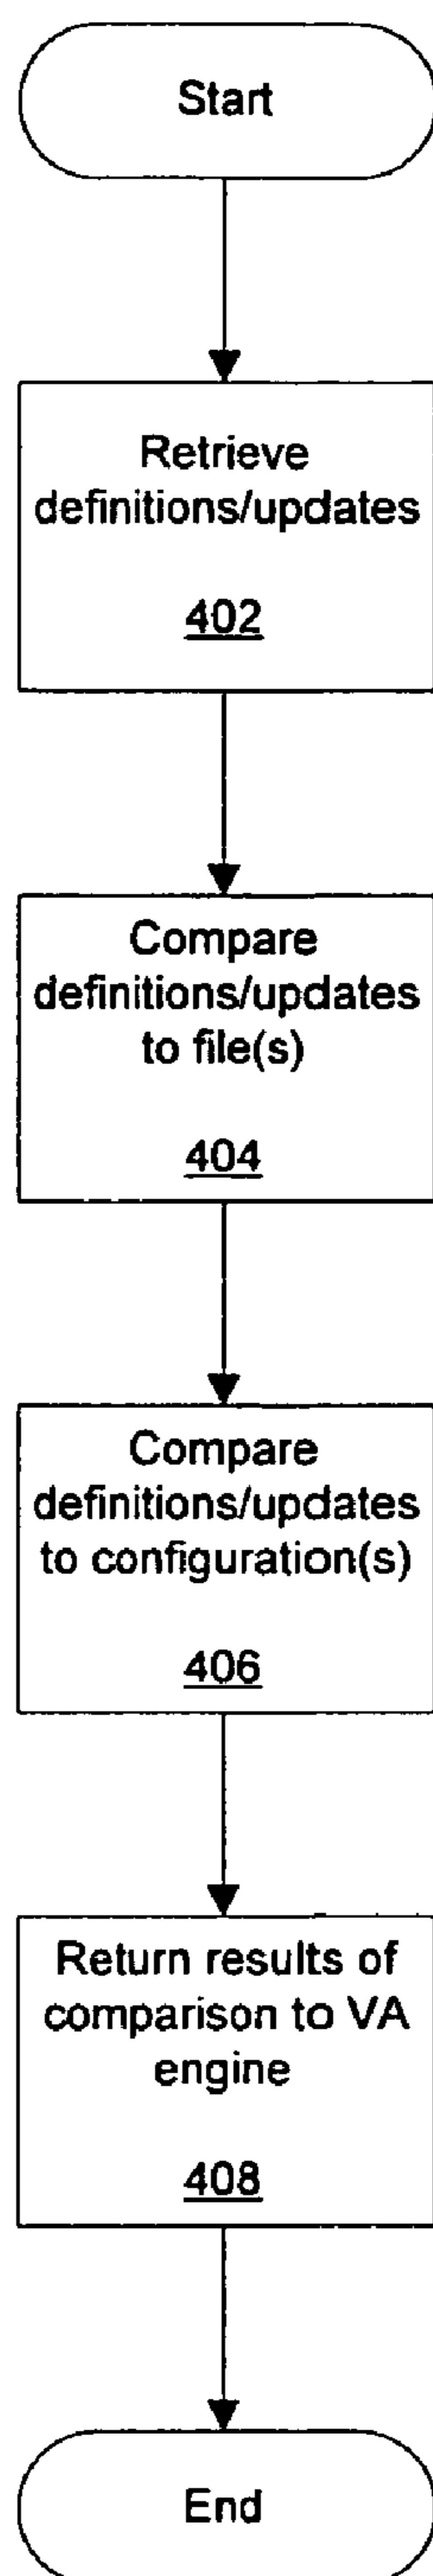 Start
Retrieve
definitions/updates
402
Compare
definitions/updates
to file(s)
404
Compare
definitions/updates
to configuration(s)
406
Return results of
comparison to VA
engine
408
End